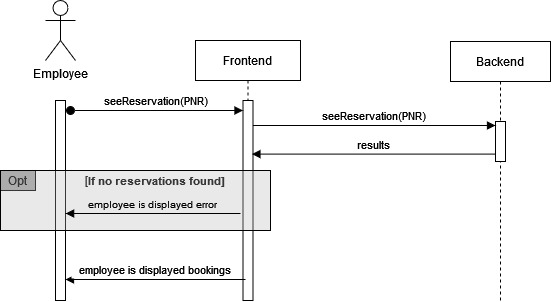 Employee
Frontend
Backend
seeReservation(PNR)
seeReservation(PNR)
results
Opt
[If no reservations found]
employee is displayed error
employee is displayed bookings